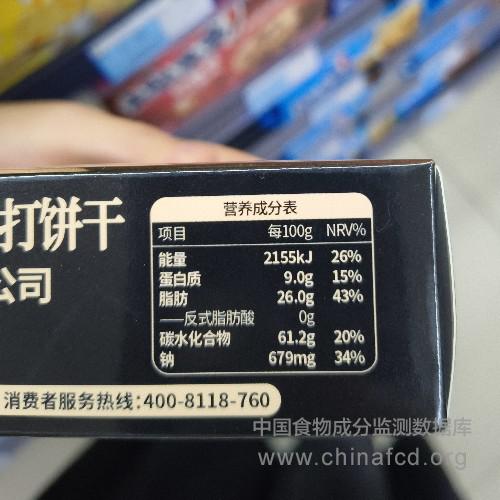 打饼干
公司
营养成分表
项目 每100g NRV%
能量 2155kJ 26%
蛋白质 9.0g 15%
脂肪 26.0g 43%
——反式脂肪酸 0g
碳水化合物 61.2g 20%
钠 679mg 34%
消费者服务热线:400-8118-760
中国食物成分监测数据库
www.chinafcd.org